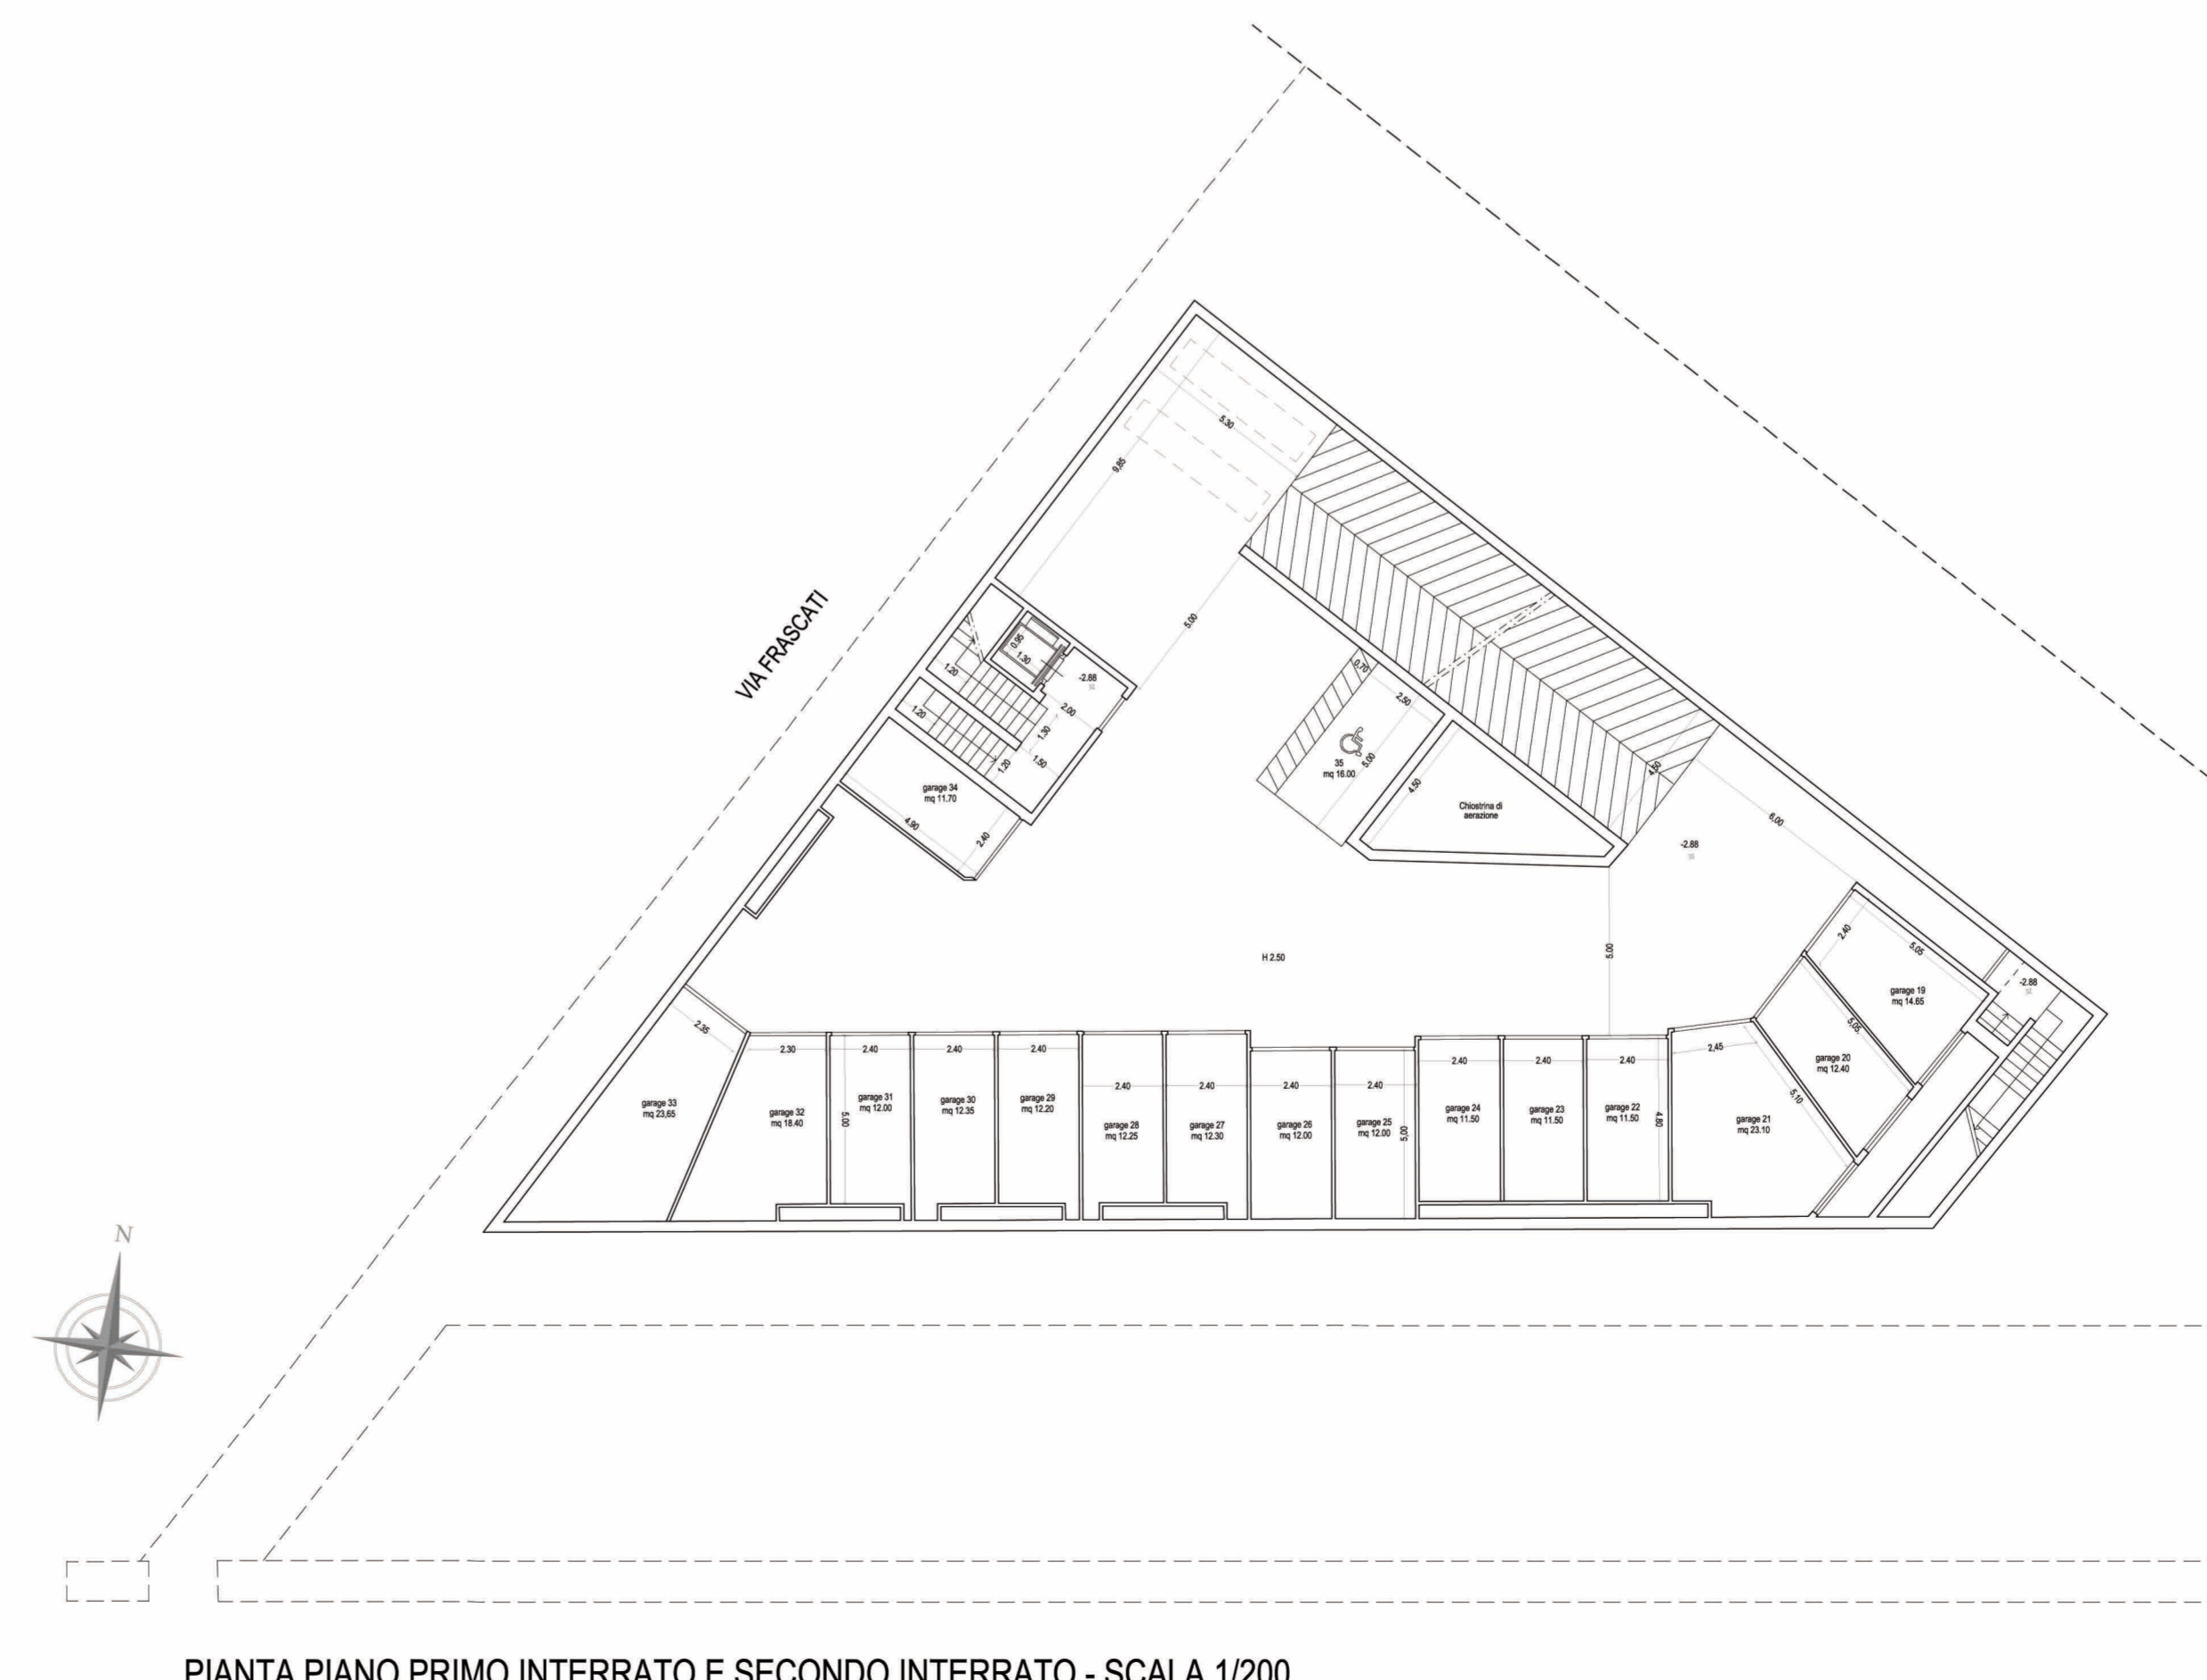 5.30
9.85
VIA FRASCATI
5.00
0.95
1.30
-2.88
1.20
2.00
1.20
1.30
1.50
1.20
0.70
2.50
35
mq 16.00
5.00
4.50
4.50
garage 34
mq 11.70
4.90
2.40
Chiostrina di
aerazione
6.00
-2.88
H 2.50
5.00
2.40
5.05
garage 19
mq 14.65
-2.88
5.05
garage 20
mq 12.40
2.35
2.30
2.40
2.40
2.40
2.40
2.40
2.40
2.40
2.40
2.40
2.40
2,45
5.10
garage 33
mq 23,65
garage 32
mq 18.40
5.00
garage 31
mq 12.00
garage 30
mq 12.35
garage 29
mq 12.20
garage 28
mq 12.25
garage 27
mq 12.30
garage 26
mq 12.00
garage 25
mq 12.00
5,00
garage 24
mq 11.50
garage 23
mq 11.50
garage 22
mq 11.50
4.80
garage 21
mq 23.10
N
PIANTA PIANO PRIMO INTERRATO E SECONDO INTERRATO - SCALA 1/200